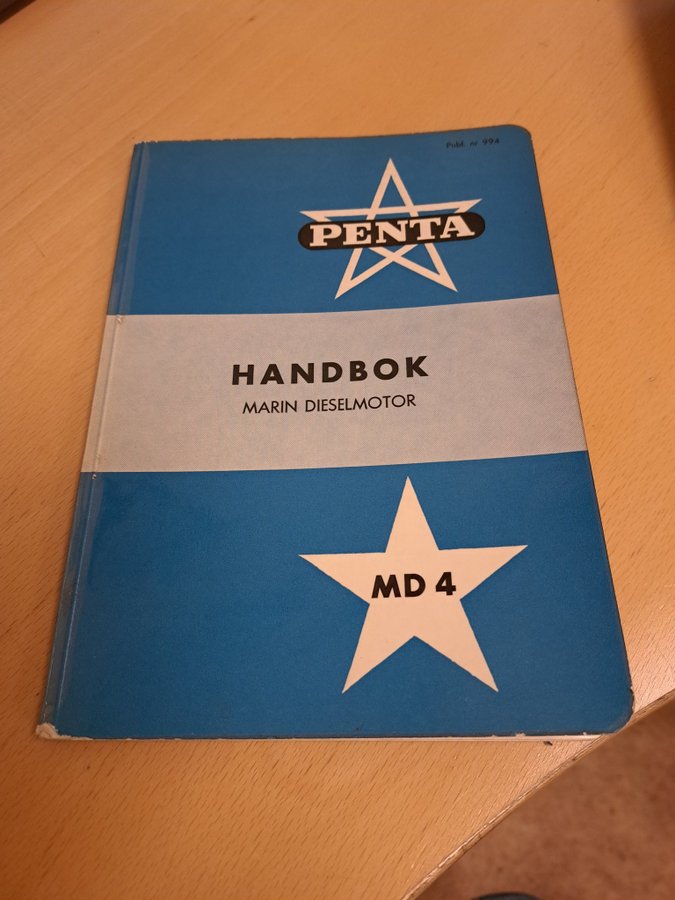 Publ. nr 994
PENTA
HANDBOK
MARIN DIESELMOTOR
MD 4